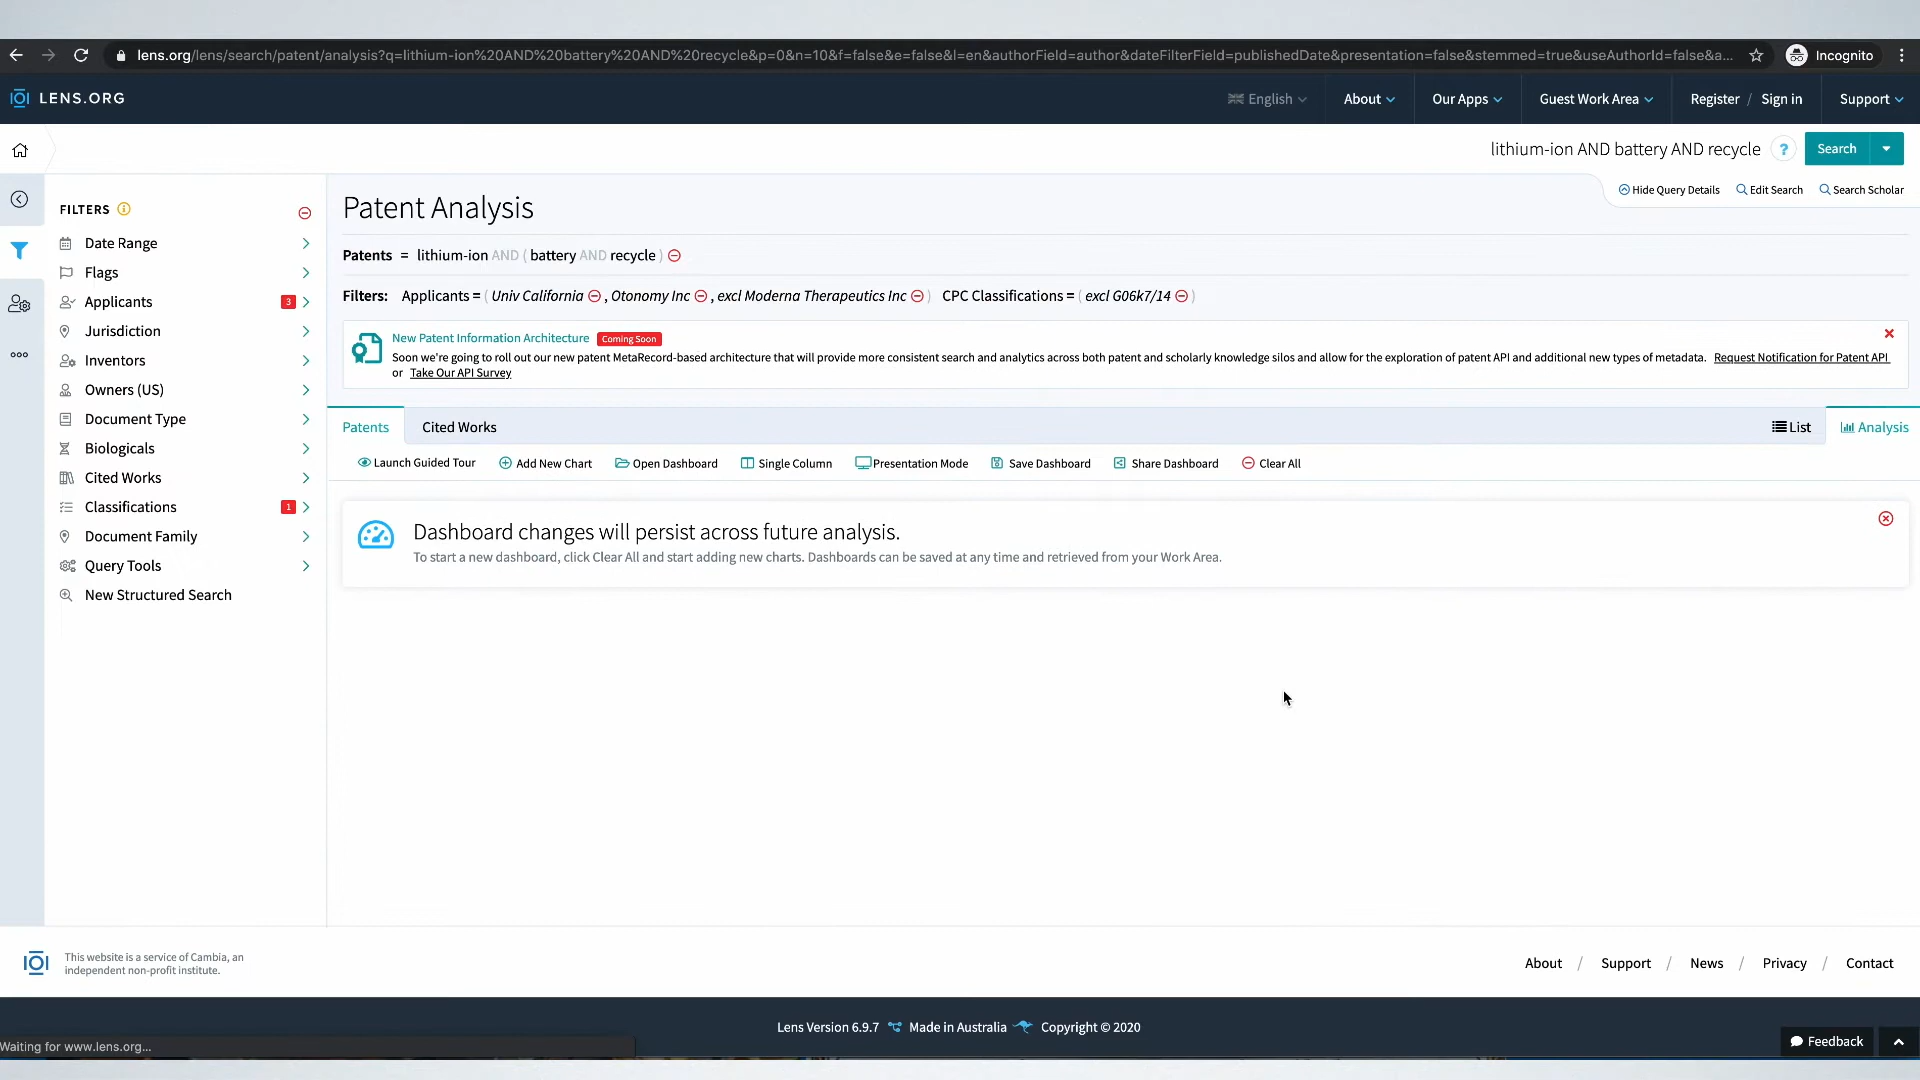 lens.org/lens/search/patent/analysis?q=lithium-ion%20AND%20battery%20AND%20recycle&p=0&n=10&f=false&e=false&l=en&authorField=author&dateFilterField=publishedDate&presentation=false&stemmed=true&useAuthorId=false&a... Incognito
LENS.ORG English About Our Apps Guest Work Area Register / Sign in Support
lithium-ion AND battery AND recycle ? Search
Hide Query Details Edit Search Search Scholar
FILTERS
Date Range
Flags
Applicants 3
Jurisdiction
Inventors
Owners (US)
Document Type
Biologicals
Cited Works
Classifications 1
Document Family
Query Tools
New Structured Search
Patent Analysis
Patents = lithium-ion AND ( battery AND recycle )
Filters: Applicants = ( Univ California , Otonomy Inc , excl Moderna Therapeutics Inc ) CPC Classifications = ( excl G06k7/14 )
New Patent Information Architecture Coming Soon
Soon we're going to roll out our new patent MetaRecord-based architecture that will provide more consistent search and analytics across both patent and scholarly knowledge silos and allow for the exploration of patent API and additional new types of metadata. Request Notification for Patent API
or Take Our API Survey
Patents Cited Works List Analysis
Launch Guided Tour Add New Chart Open Dashboard Single Column Presentation Mode Save Dashboard Share Dashboard Clear All
Dashboard changes will persist across future analysis.
To start a new dashboard, click Clear All and start adding new charts. Dashboards can be saved at any time and retrieved from your Work Area.
This website is a service of Cambia, an
independent non-profit institute.
About / Support / News / Privacy / Contact
Lens Version 6.9.7 Made in Australia Copyright © 2020
Waiting for www.lens.org...
Feedback